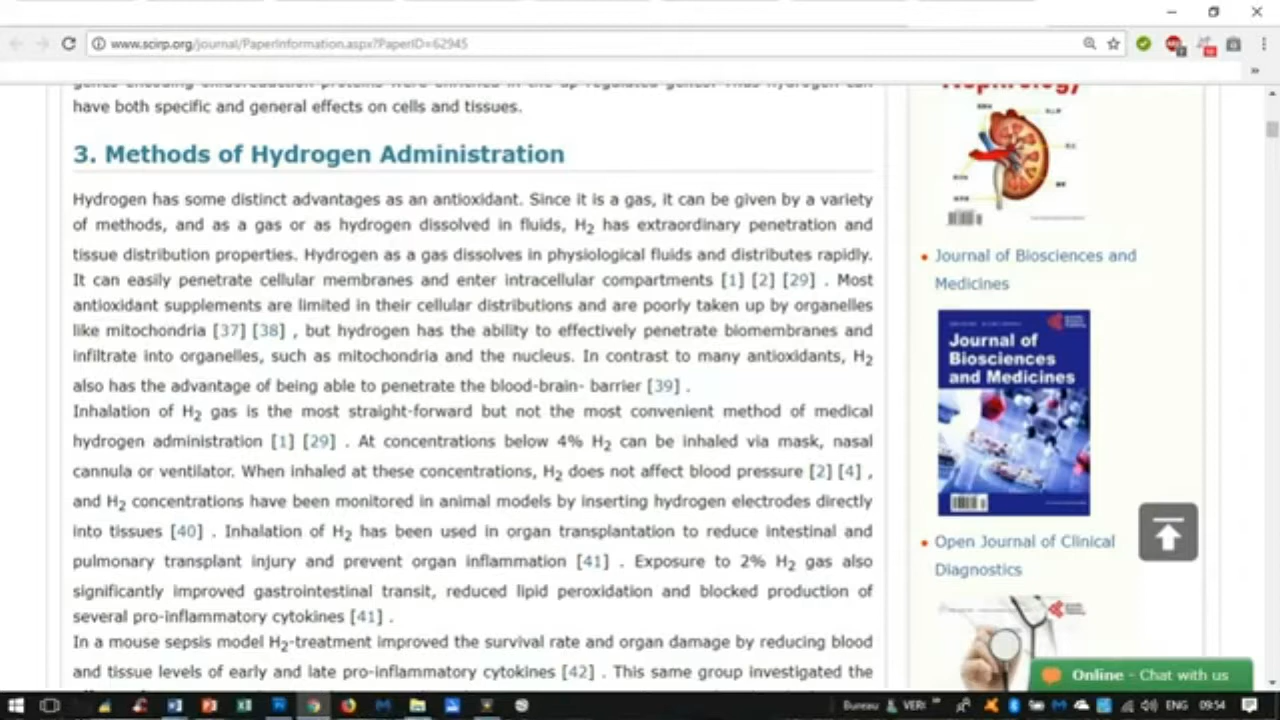 www.scirp.org/journal/PaperInformation.aspx?PaperID=62945
have both specific and general effects on cells and tissues.
3. Methods of Hydrogen Administration
Hydrogen has some distinct advantages as an antioxidant. Since it is a gas, it can be given by a variety
of methods, and as a gas or as hydrogen dissolved in fluids, H2 has extraordinary penetration and
tissue distribution properties. Hydrogen as a gas dissolves in physiological fluids and distributes rapidly.
It can easily penetrate cellular membranes and enter intracellular compartments [1] [2] [29] . Most
antioxidant supplements are limited in their cellular distributions and are poorly taken up by organelles
like mitochondria [37] [38] , but hydrogen has the ability to effectively penetrate biomembranes and
infiltrate into organelles, such as mitochondria and the nucleus. In contrast to many antioxidants, H2
also has the advantage of being able to penetrate the blood-brain- barrier [39] .
Inhalation of H2 gas is the most straight-forward but not the most convenient method of medical
hydrogen administration [1] [29] . At concentrations below 4% H2 can be inhaled via mask, nasal
cannula or ventilator. When inhaled at these concentrations, H2 does not affect blood pressure [2] [4] ,
and H2 concentrations have been monitored in animal models by inserting hydrogen electrodes directly
into tissues [40] . Inhalation of H2 has been used in organ transplantation to reduce intestinal and
pulmonary transplant injury and prevent organ inflammation [41] . Exposure to 2% H2 gas also
significantly improved gastrointestinal transit, reduced lipid peroxidation and blocked production of
several pro-inflammatory cytokines [41] .
In a mouse sepsis model H2-treatment improved the survival rate and organ damage by reducing blood
and tissue levels of early and late pro-inflammatory cytokines [42] . This same group investigated the
Nephrology
Journal of Biosciences and
Medicines
Journal of
Biosciences
and Medicines
Open Journal of Clinical
Diagnostics
Online - Chat with us
Bureau
ENG 09:54